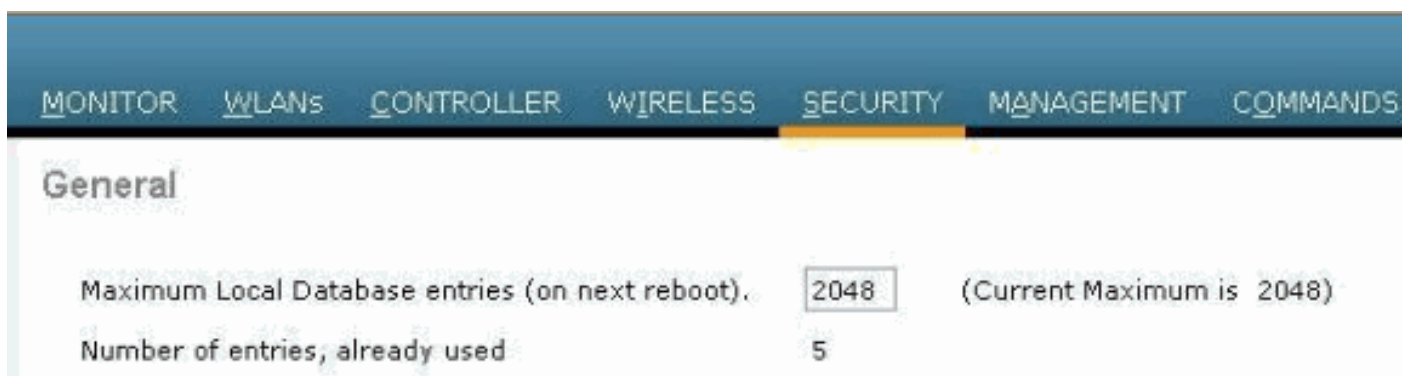 MONITOR WLANs CONTROLLER WIRELESS SECURITY MANAGEMENT COMMANDS
General
Maximum Local Database entries (on next reboot). 2048 (Current Maximum is 2048)
Number of entries, already used 5